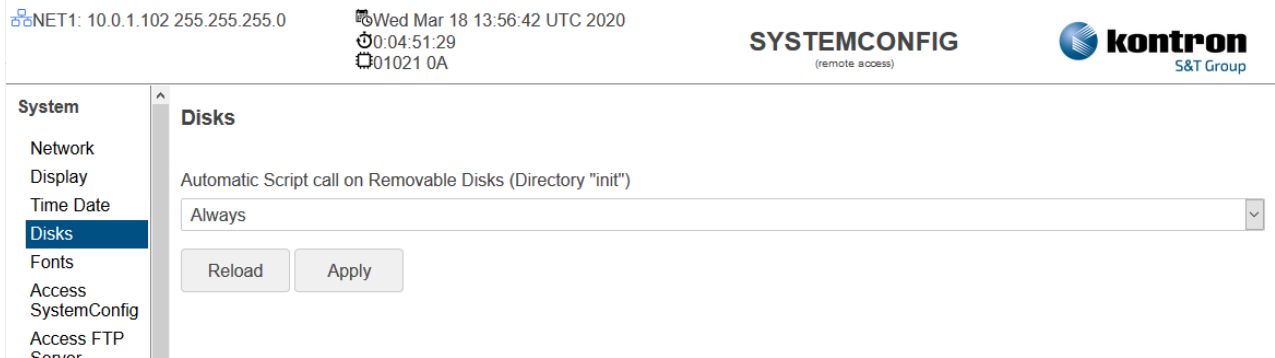 NET1: 10.0.1.102 255.255.255.0
Wed Mar 18 13:56:42 UTC 2020
0:04:51:29
01021 0A
SYSTEMCONFIG
(remote access)
kontron
S&T Group
System
Network
Display
Time Date
Disks
Fonts
Access
SystemConfig
Access FTP
Server
Disks
Automatic Script call on Removable Disks (Directory "init")
Always
Reload
Apply